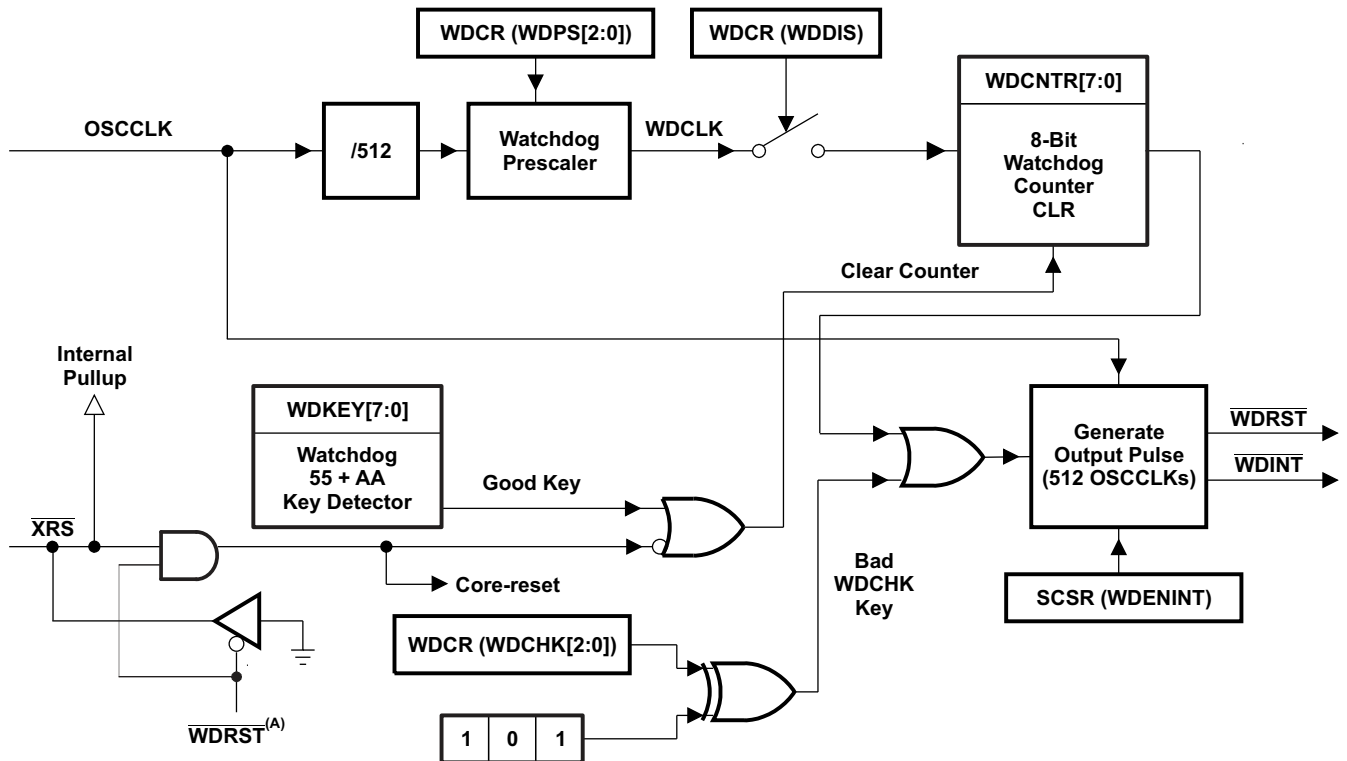 WDCR (WDPS[2:0])
WDCR (WDDIS)
WDCNTR[7:0]
OSCCLK
/512
Watchdog
Prescaler
WDCLK
8-Bit
Watchdog
Counter
CLR
Clear Counter
Internal
Pullup
WDKEY[7:0]
Watchdog
55 + AA
Key Detector
Good Key
Generate
Output Pulse
(512 OSCCLKs)
WDRST
WDINT
XRS
Core-reset
Bad
WDCHK
Key
SCSR (WDENINT)
WDCR (WDCHK[2:0])
WDRST(A)
1 0 1